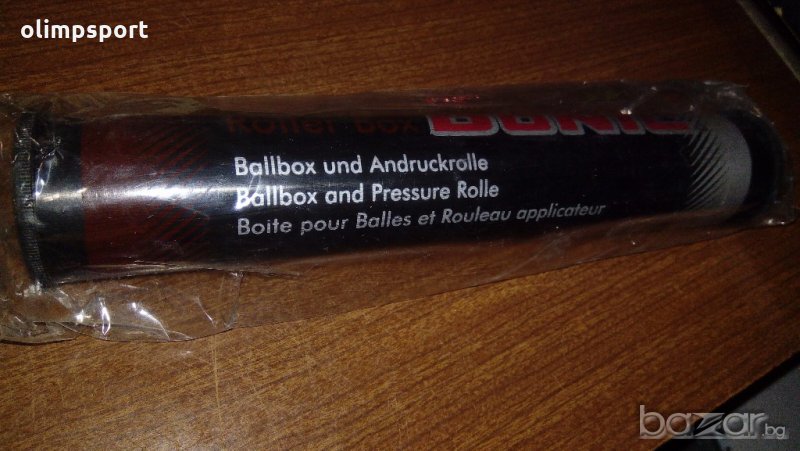 olimpsport
Roller Box DONIC
Ballbox und Andruckrolle
Ballbox and Pressure Rolle
Boite pour Balles et Rouleau applicateur
bazar.bg